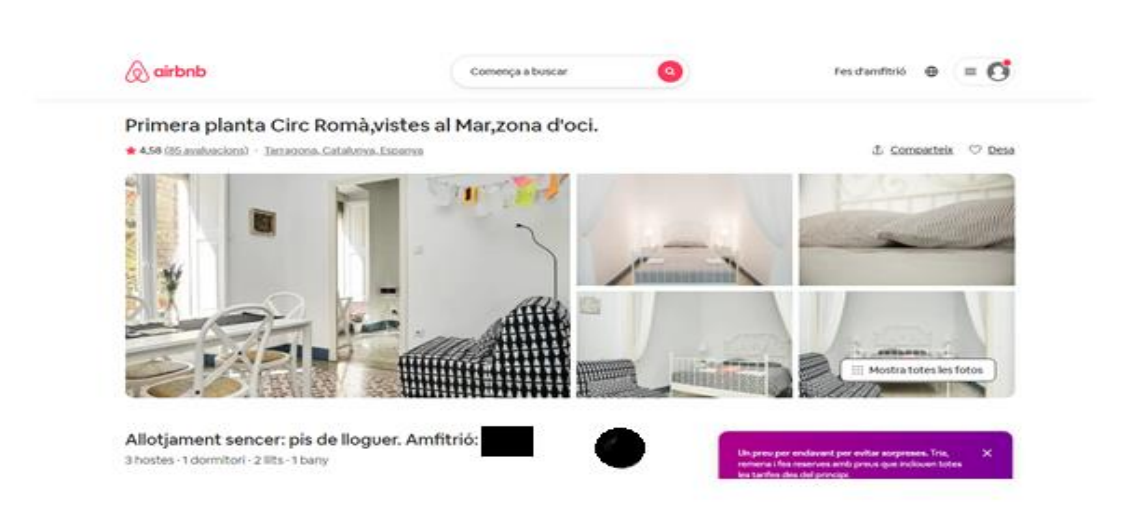 airbnb
Comença a buscar
Fes d'amfitrió
Primera planta Circ Romà,vistes al Mar,zona d'oci.
4,58 (85 avaluacions) · Tarragona, Catalunya, Espanya
Comparteix Desa
Mostra totes les fotos
Allotjament sencer: pis de lloguer. Amfitrió:
3 hostes · 1 dormitori · 2 llits · 1 bany
Un preu per endavant per evitar sorpreses. Tria,
remena i fes reserves amb preus que inclouen totes
les tarifes des del principi.